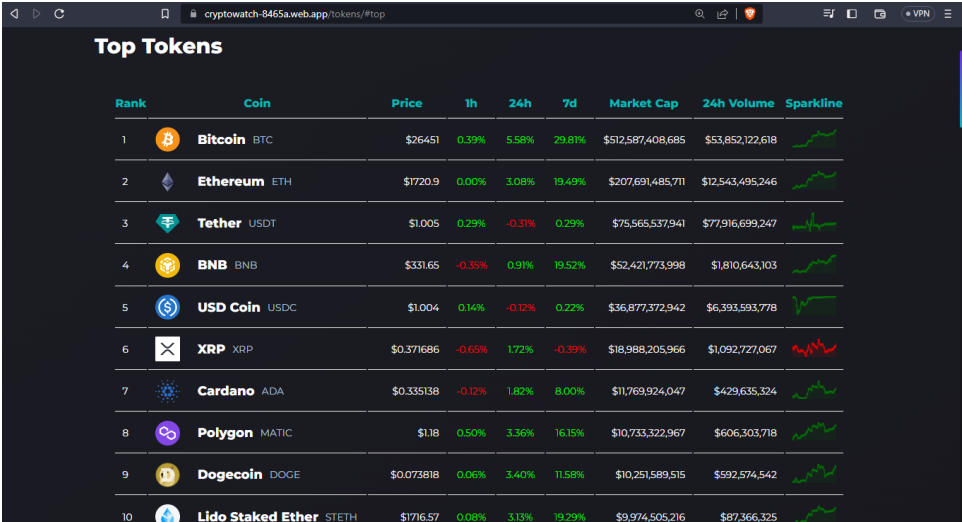 cryptowatch-8465a.web.app/tokens/#top
VPN
Top Tokens
Rank Coin Price 1h 24h 7d Market Cap 24h Volume Sparkline
1 Bitcoin BTC $26451 0.39% 5.58% 29.81% $512,587,408,685 $53,852,122,618
2 Ethereum ETH $1720.9 0.00% 3.08% 19.49% $207,691,485,711 $12,543,495,246
3 Tether USDT $1.005 0.29% -0.31% 0.29% $75,565,537,941 $77,916,699,247
4 BNB BNB $331.65 -0.35% 0.91% 19.52% $52,421,773,998 $1,810,643,103
5 USD Coin USDC $1.004 0.14% -0.12% 0.22% $36,877,372,942 $6,393,593,778
6 XRP XRP $0.371686 -0.65% 1.72% -0.39% $18,988,205,966 $1,092,727,067
7 Cardano ADA $0.335138 -0.12% 1.82% 8.00% $11,769,924,047 $429,635,324
8 Polygon MATIC $1.18 0.50% 3.36% 16.15% $10,733,322,967 $606,303,718
9 Dogecoin DOGE $0.073818 0.06% 3.40% 11.58% $10,251,589,515 $592,574,542
10 Lido Staked Ether STETH $1716.57 0.08% 3.13% 19.29% $9,974,505,216 $87,366,325